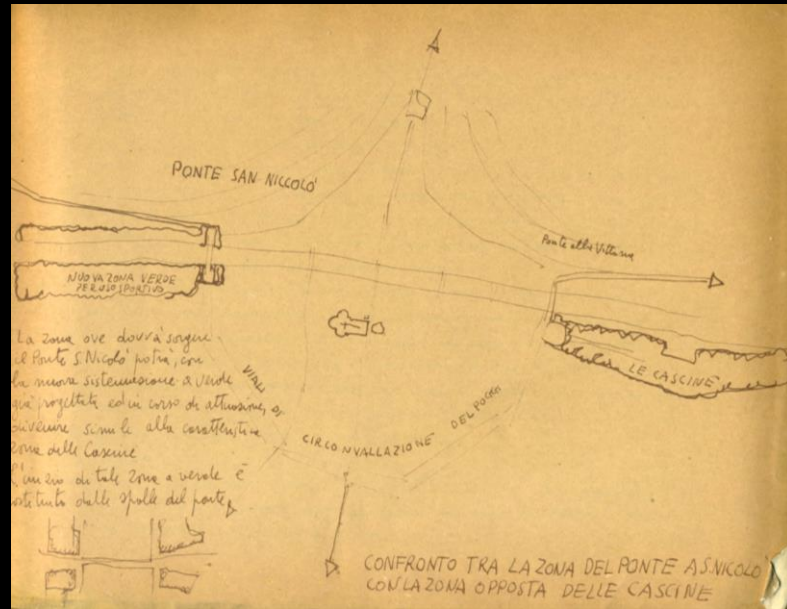 PONTE SAN NICCOLÒ
Ponte alla Vittoria
NUOVA ZONA VERDE
PER USO SPORTIVO
LE CASCINE
VIALI DI
CIRCONVALLAZIONE
DEL POGGI
La zona ove dovrà sorgere
il Ponte S. Nicolò potrà, con
la nuova sistemazione a verde
già progettata ed in corso di attuazione,
divenire simile alla caratteristica
zona delle Cascine
L'inizio di tale zona a verde è
costituito dalle spalle del ponte
CONFRONTO TRA LA ZONA DEL PONTE A S. NICOLO
CON LA ZONA OPPOSTA DELLE CASCINE